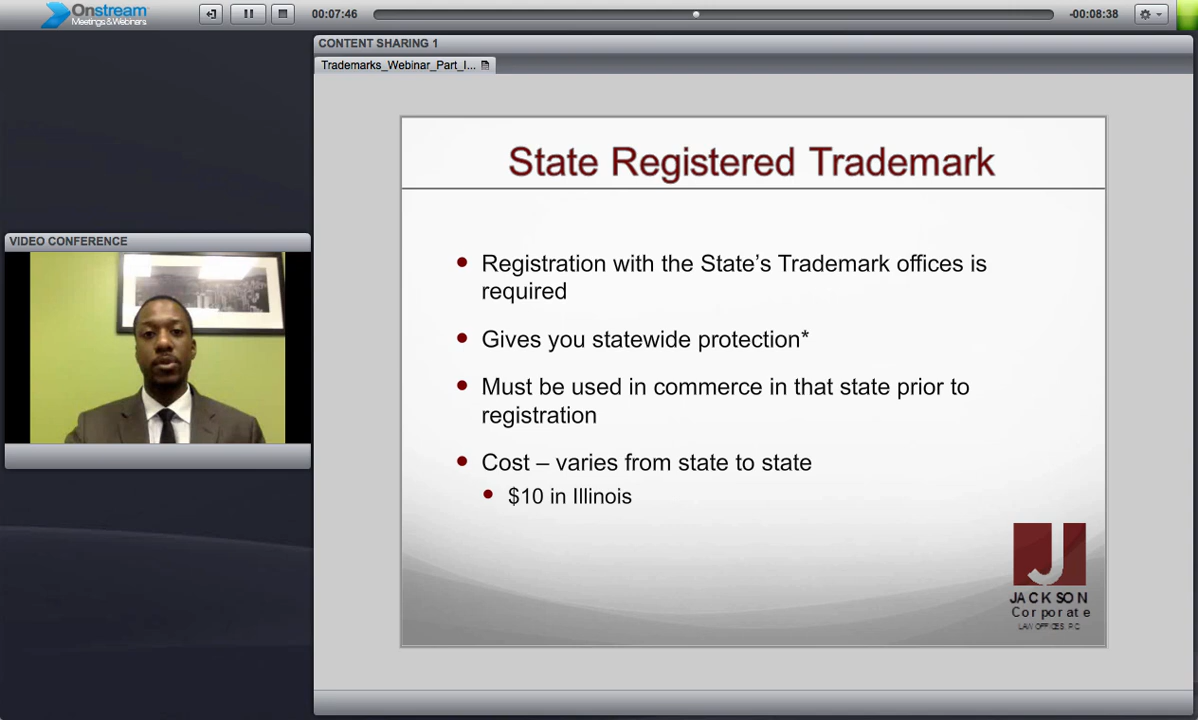 Onstream
Meetings&Webinars
00:07:46
-00:08:38
CONTENT SHARING 1
Trademarks_Webinar_Part_I...
State Registered Trademark
VIDEO CONFERENCE
• Registration with the State’s Trademark offices is
required
• Gives you statewide protection*
• Must be used in commerce in that state prior to
registration
• Cost – varies from state to state
• $10 in Illinois
J
JACKSON
Corporate
LAW OFFICES P.C.